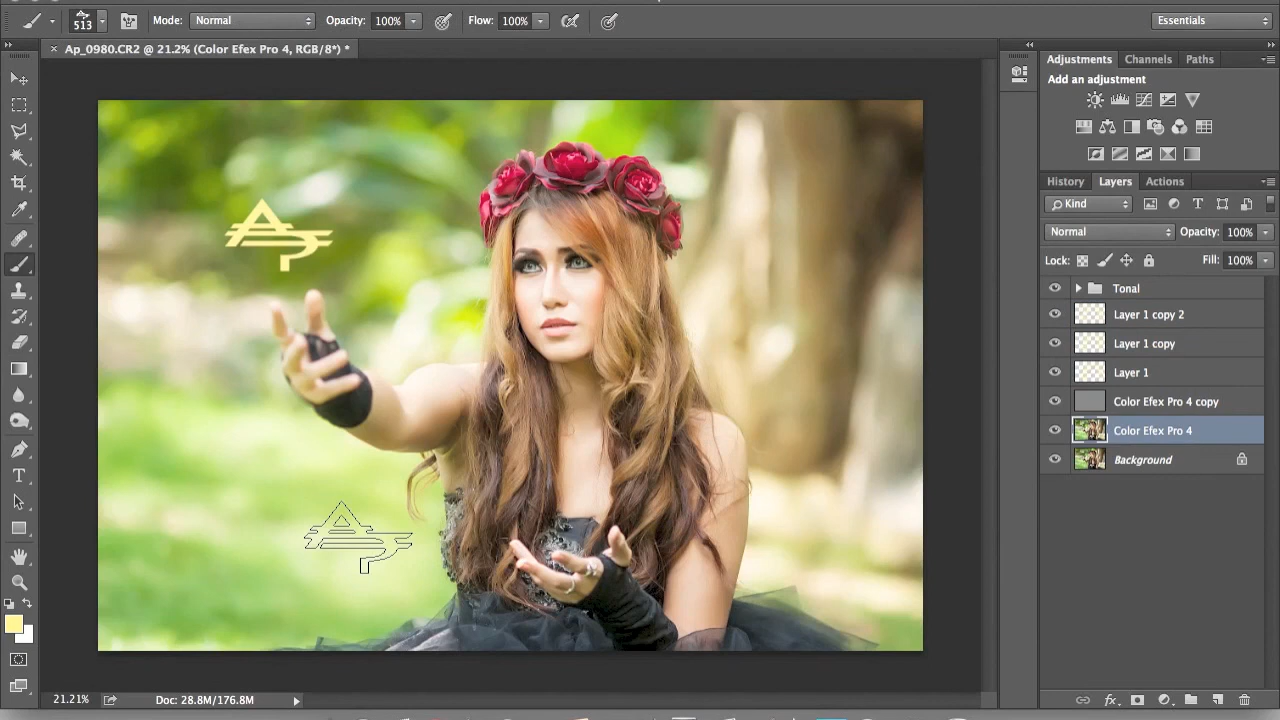 513
Mode: Normal
Opacity: 100%
Flow: 100%
Essentials
× Ap_0980.CR2 @ 21.2% (Color Efex Pro 4, RGB/8*) *
Adjustments Channels Paths
Add an adjustment
History Layers Actions
Kind
Normal
Opacity: 100%
Lock:
Fill: 100%
Tonal
Layer 1 copy 2
Layer 1 copy
Layer 1
Color Efex Pro 4 copy
Color Efex Pro 4
Background
AP
AP
21.21%
Doc: 28.8M/176.8M
fx